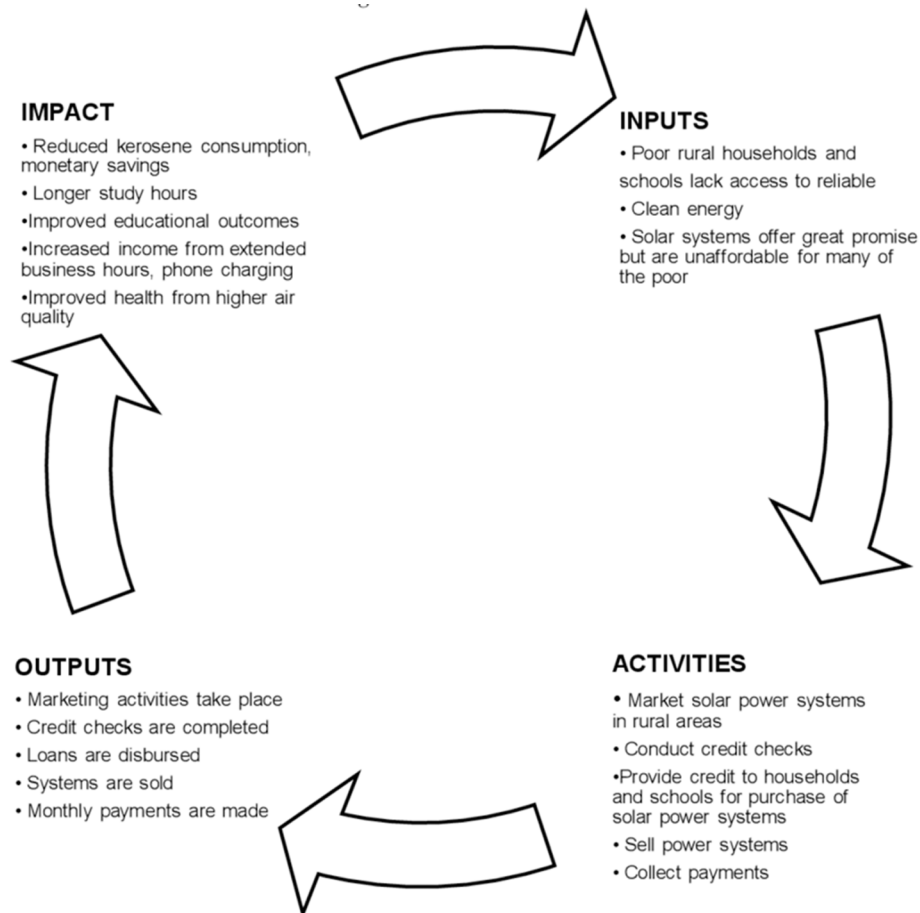 IMPACT
• Reduced kerosene consumption,
monetary savings
• Longer study hours
•Improved educational outcomes
•Increased income from extended
business hours, phone charging
•Improved health from higher air
quality
INPUTS
• Poor rural households and
schools lack access to reliable
• Clean energy
• Solar systems offer great promise
but are unaffordable for many of
the poor
OUTPUTS
• Marketing activities take place
• Credit checks are completed
• Loans are disbursed
• Systems are sold
• Monthly payments are made
ACTIVITIES
• Market solar power systems
in rural areas
• Conduct credit checks
•Provide credit to households
and schools for purchase of
solar power systems
• Sell power systems
• Collect payments